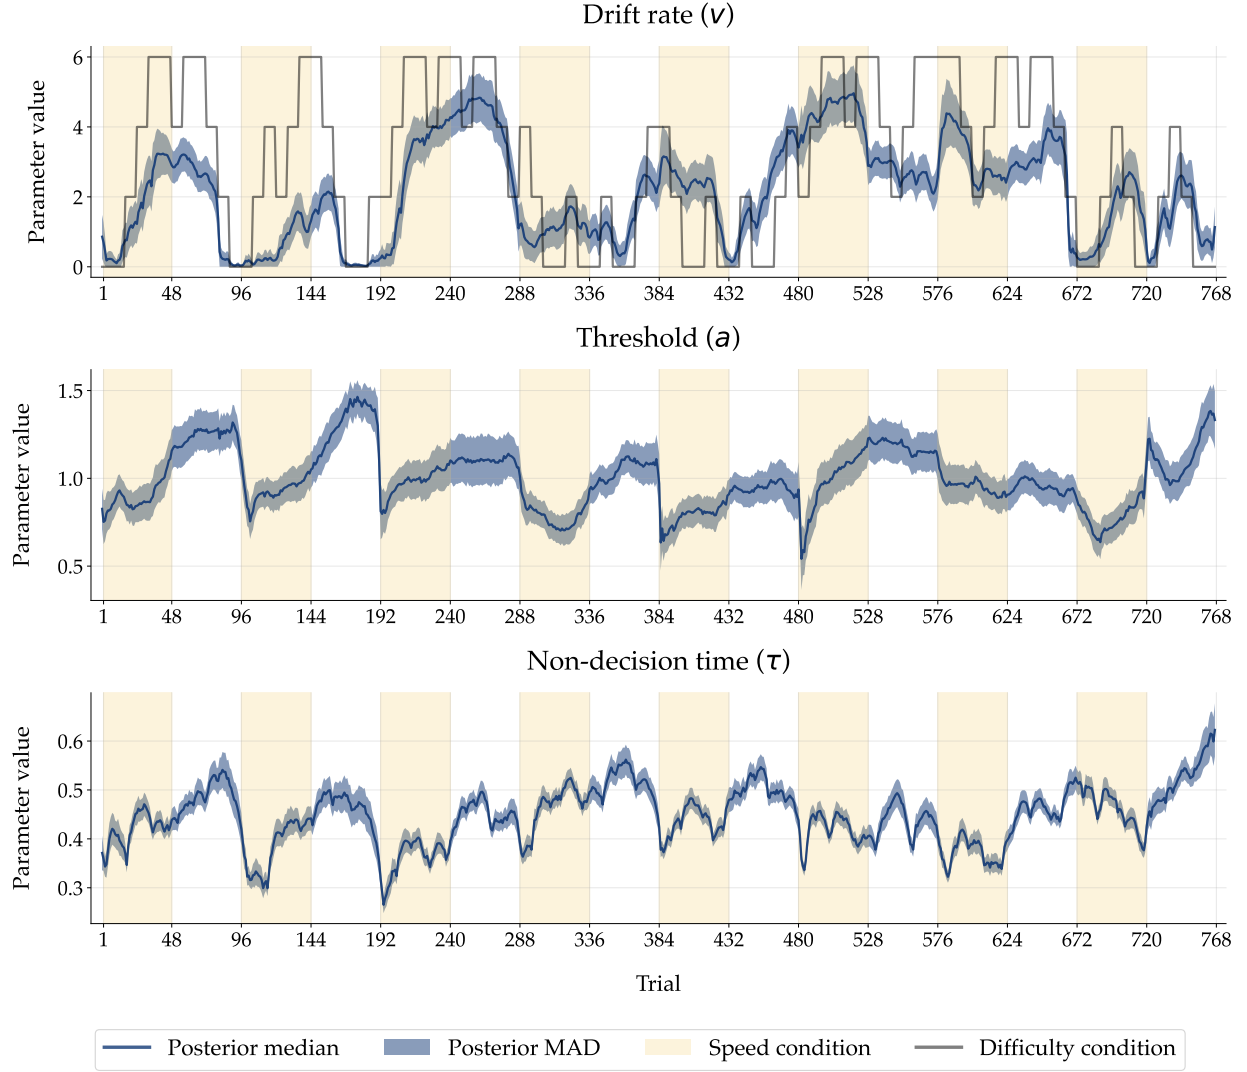 Drift rate (v)
Parameter value
6
4
2
0
1 48 96 144 192 240 288 336 384 432 480 528 576 624 672 720 768
Threshold (a)
Parameter value
1.5
1.0
0.5
1 48 96 144 192 240 288 336 384 432 480 528 576 624 672 720 768
Non-decision time (τ)
Parameter value
0.6
0.5
0.4
0.3
1 48 96 144 192 240 288 336 384 432 480 528 576 624 672 720 768
Trial
Posterior median Posterior MAD Speed condition Difficulty condition